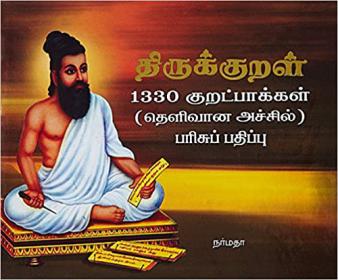 திருக்குறள்
1330 குறட்பாக்கள்
(தெளிவான அச்சில்)
பரிசுப் பதிப்பு
நர்மதா